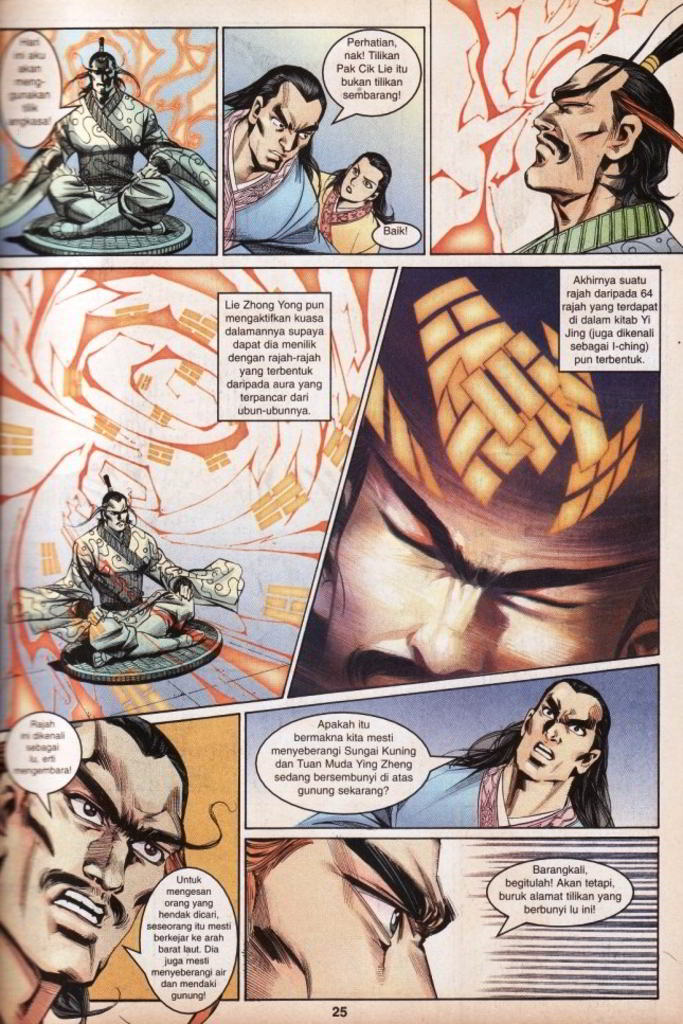 Hari
ini aku
akan
meng-
gunakan
tilik
angkasa!
Perhatian,
nak! Tilikan
Pak Cik Lie itu
bukan tilikan
sembarang!
Baik!
Lie Zhong Yong pun
mengaktifkan kuasa
dalamannya supaya
dapat dia menilik
dengan rajah-rajah
yang terbentuk
daripada aura yang
terpancar dari
ubun-ubunnya.
Akhirnya suatu
rajah daripada 64
rajah yang terdapat
di dalam kitab Yi
Jing (juga dikenali
sebagai I-ching)
pun terbentuk.
Rajah
ini dikenali
sebagai
lu, erti
mengembara!
Untuk
mengesan
orang yang
hendak dicari,
seseorang itu mesti
berkejar ke arah
barat laut. Dia
juga mesti
menyeberangi air
dan mendaki
gunung!
Apakah itu
bermakna kita mesti
menyeberangi Sungai Kuning
dan Tuan Muda Ying Zheng
sedang bersembunyi di atas
gunung sekarang?
Barangkali,
begitulah! Akan tetapi,
buruk alamat tilikan yang
berbunyi lu ini!
25